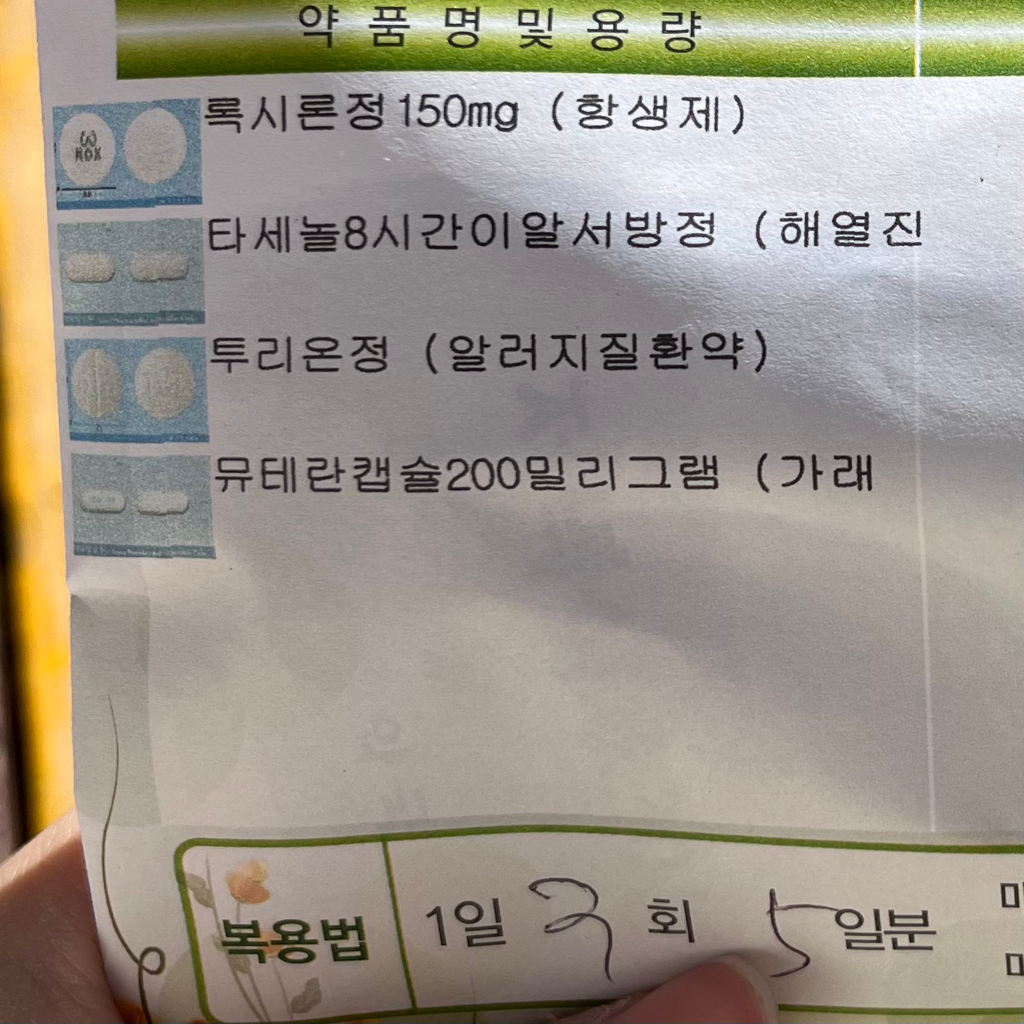 약품명및용량
록시론정150mg (항생제)
타세놀8시간이알서방정 (해열진
투리온정 (알러지질환약)
뮤테란캡슐200밀리그램 (가래
복용법 1일 3회 5일분